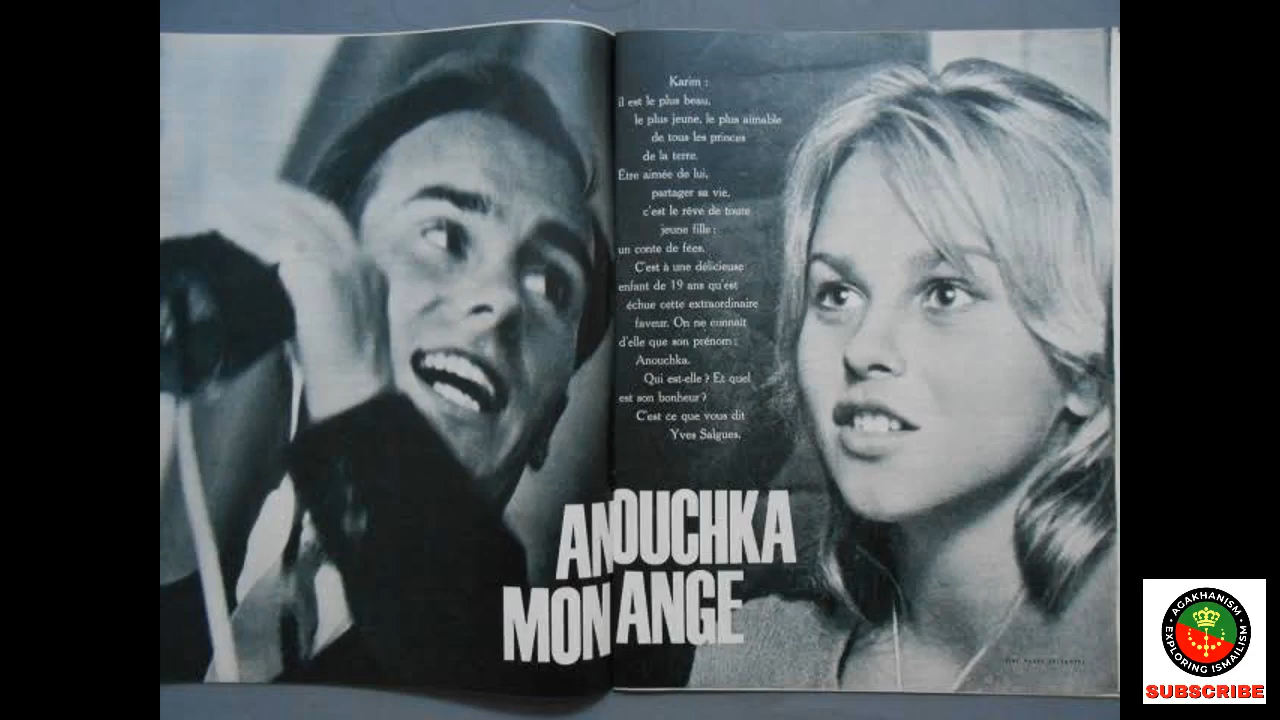 Karim :
il est le plus beau,
le plus jeune, le plus aimable
de tous les princes
de la terre.
Être aimée de lui,
partager sa vie,
c'est le rêve de toute
jeune fille :
un conte de fées.
C'est à une délicieuse
enfant de 19 ans qu'est
échue cette extraordinaire
faveur. On ne connaît
d'elle que son prénom :
Anouchka.
Qui est-elle ? Et quel
est son bonheur ?
C'est ce que vous dit
Yves Salgues.
ANOUCHKA
MON ANGE
AGAKHANISM
EXPLORING ISMAILISM
SUBSCRIBE